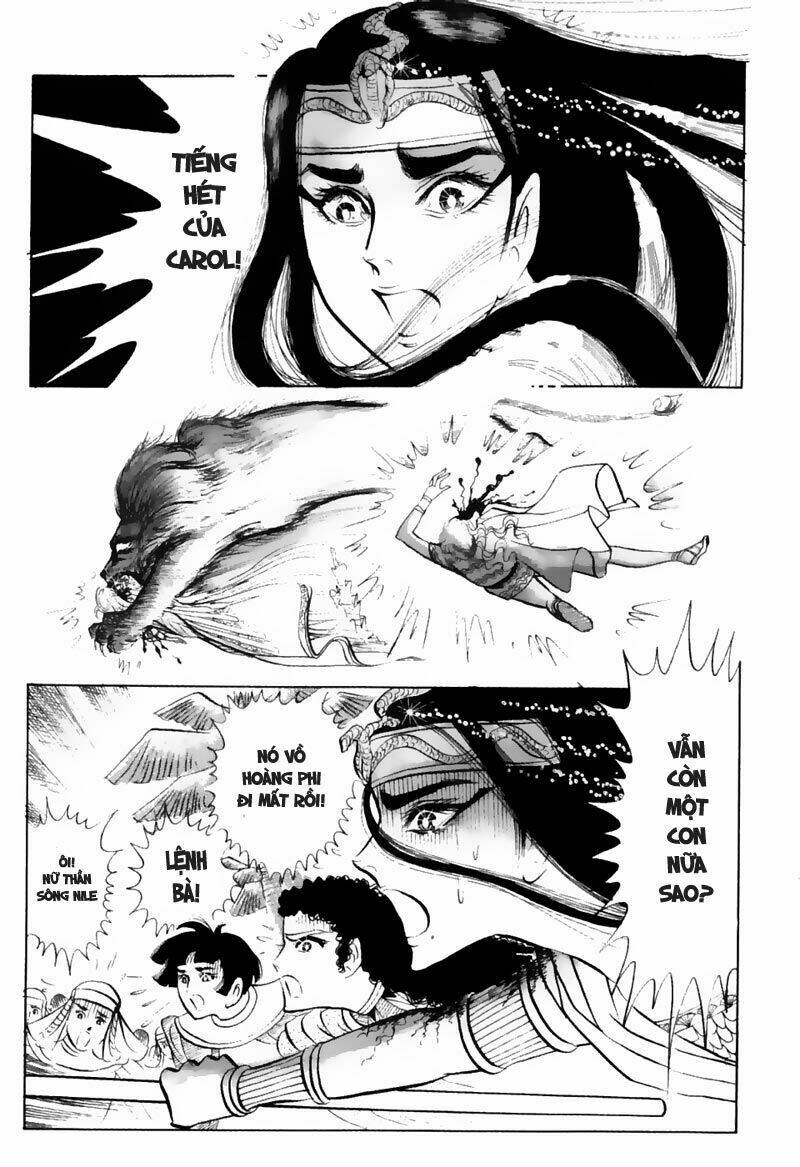 TIẾNG
HÉT
CỦA
CAROL!
VẪN
CÒN
MỘT
CON
NỮA
SAO?
NÓ VỒ
HOÀNG PHI
ĐI MẤT RỒI!
LỆNH
BÀ!
ÔI!
NỮ THẦN
SÔNG NILE